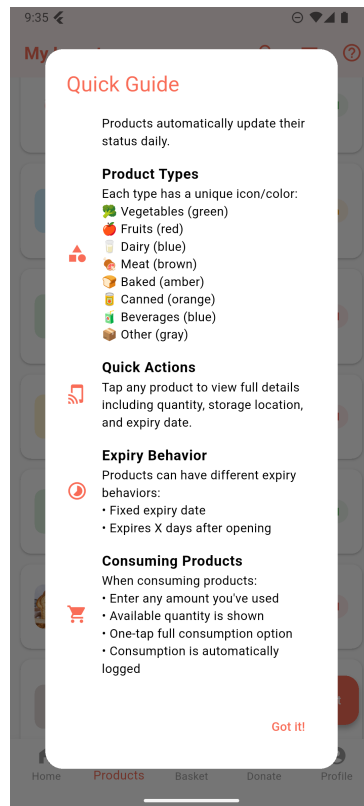 9:35
My
Quick Guide
Products automatically update their
status daily.
Product Types
Each type has a unique icon/color:
🥦 Vegetables (green)
🍎 Fruits (red)
🥛 Dairy (blue)
🍖 Meat (brown)
🍞 Baked (amber)
🥫 Canned (orange)
🧃 Beverages (blue)
📦 Other (gray)
Quick Actions
Tap any product to view full details
including quantity, storage location,
and expiry date.
Expiry Behavior
Products can have different expiry
behaviors:
• Fixed expiry date
• Expires X days after opening
Consuming Products
When consuming products:
• Enter any amount you've used
• Available quantity is shown
• One-tap full consumption option
• Consumption is automatically
logged
Got it!
Home Products Basket Donate Profile